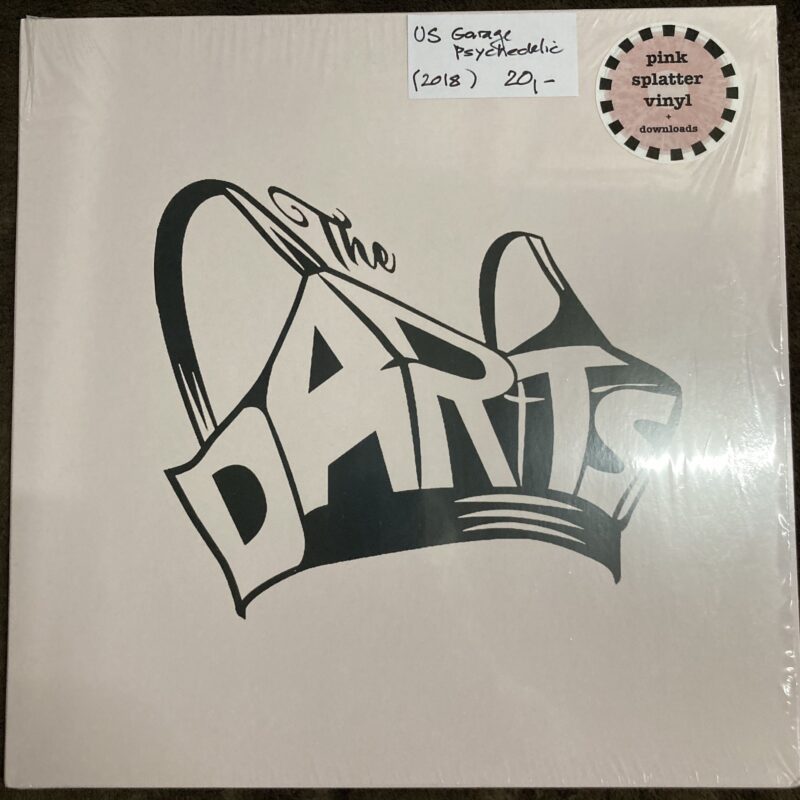 US Garage
Psychedelic
(2018) 20,-
pink
splatter
vinyl
+
downloads
The
DARTS